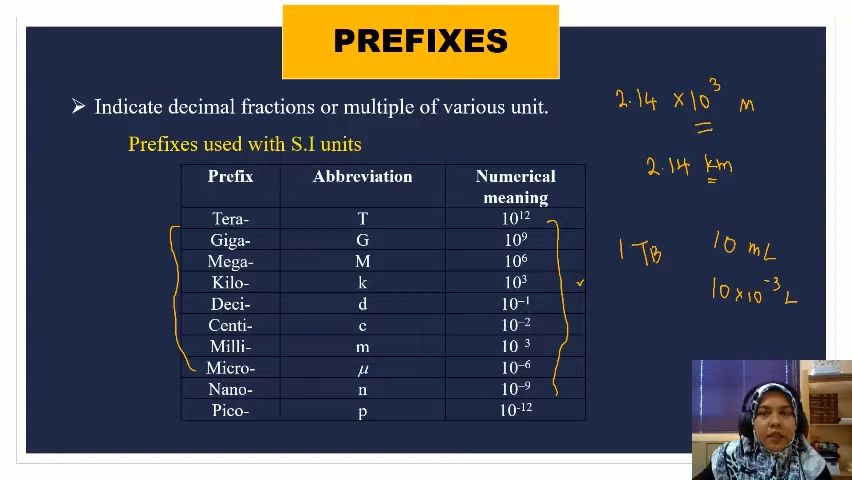 PREFIXES
➢ Indicate decimal fractions or multiple of various unit.
Prefixes used with S.I units
Prefix Abbreviation Numerical meaning
Tera- T 10¹²
Giga- G 10⁹
Mega- M 10⁶
Kilo- k 10³
Deci- d 10⁻¹
Centi- c 10⁻²
Milli- m 10⁻³
Micro- μ 10⁻⁶
Nano- n 10⁻⁹
Pico- p 10⁻¹²
2.14 × 10³ m
2.14 km
1 TB
10 mL
10 × 10⁻³ L